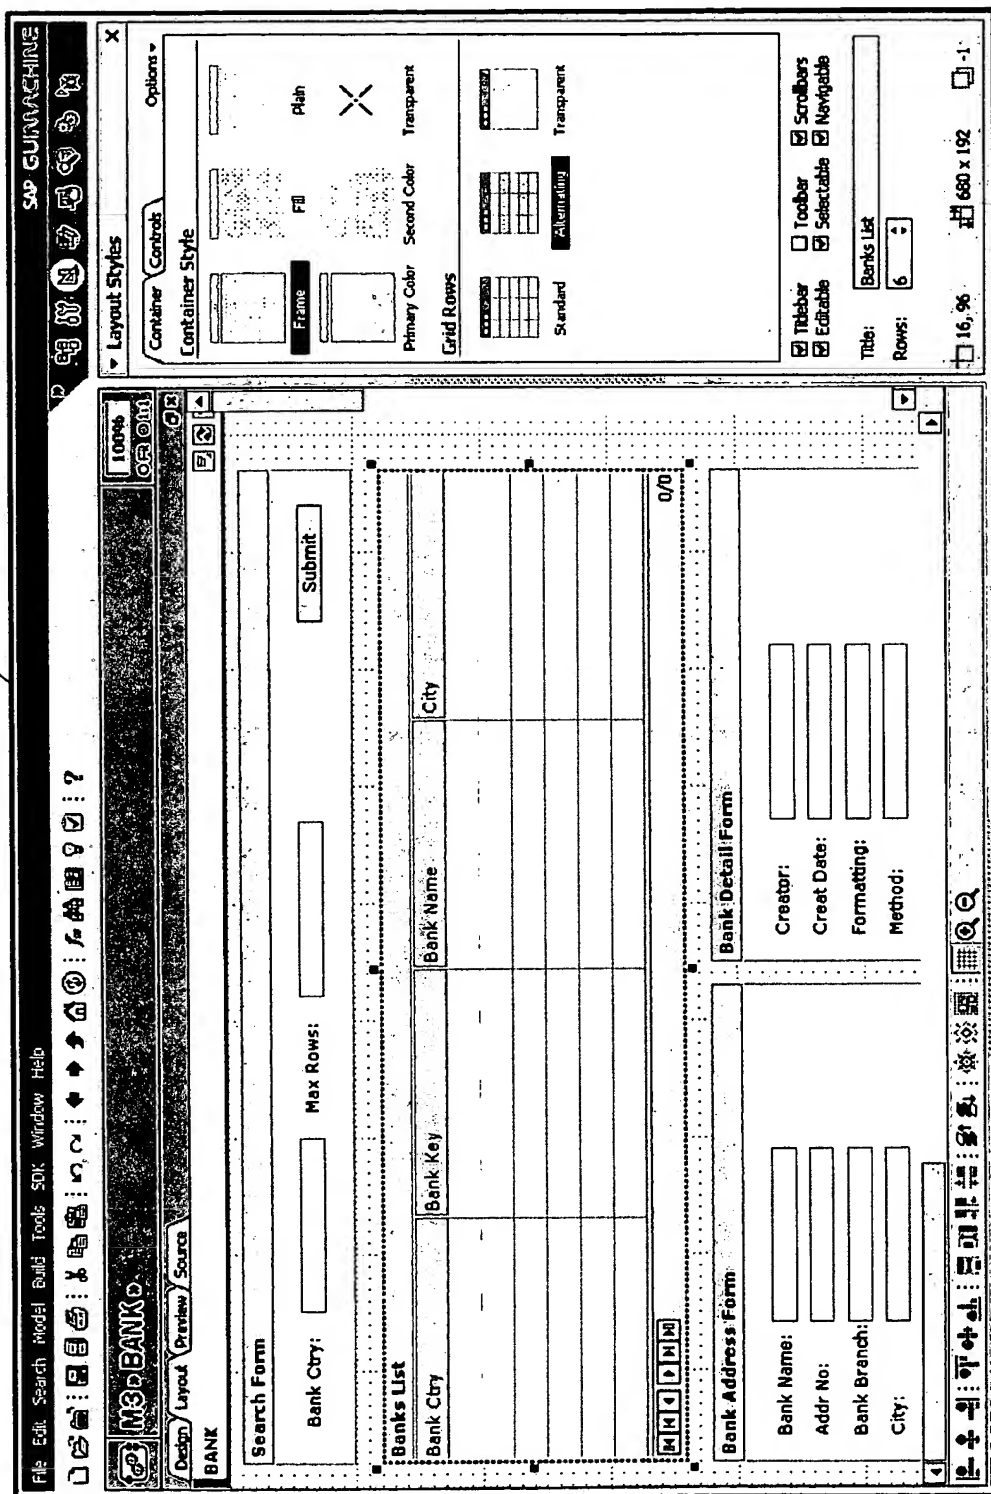 SAP GUIMACHINE
File Edit Search Model Build Tools SDK Window Help
?
M3 BANK
100%
Design Layout Preview Source
BANK
Search Form
Bank Ctry:
Max Rows:
Submit
Banks List
Bank Ctry Bank Key Bank Name City
0/0
Bank Address Form
Bank Name:
Addr No:
Bank Branch:
City:
Bank Detail Form
Creator:
Creat Date:
Formatting:
Method:
Layout Styles
Container Controls Options
Container Style
Frame Fill Plain
Primary Color Second Color Transparent
Grid Rows
Standard Alternating Transparent
Titlebar Toolbar Scrollbars
Editable Selectable Navigable
Title: Banks List
Rows: 6
16, 96 680 x 192 -1